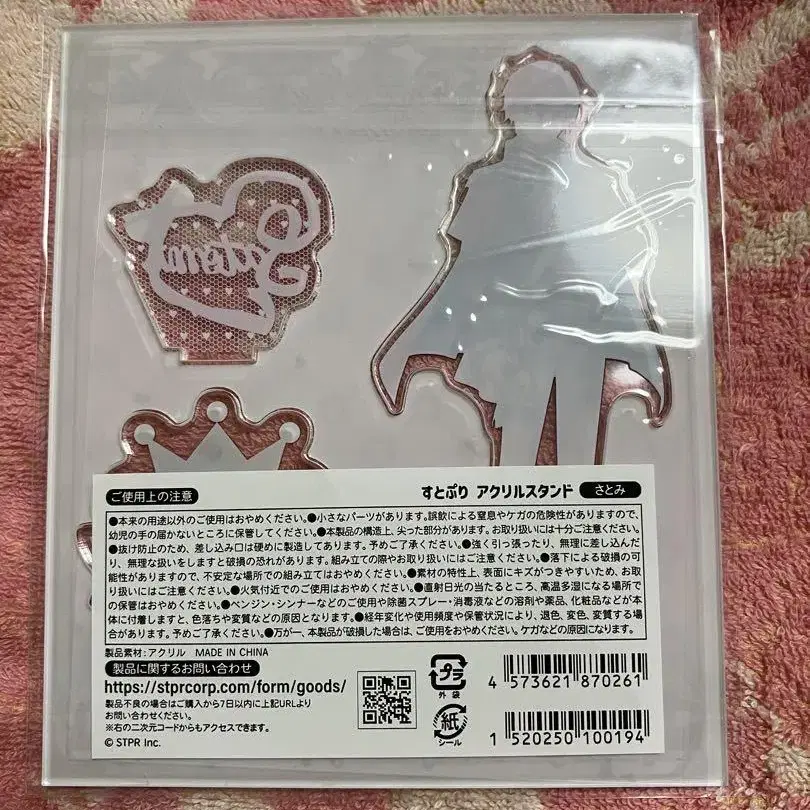 ご使用上の注意
すとぷり アクリルスタンド さとみ
●本来の用途以外のご使用はおやめください。●小さなパーツがあります。誤飲による窒息やケガの危険性がありますので、
幼児の手の届かないところに保管してください。●本製品の構造上、尖った部分があります。お取り扱いには十分ご注意ください。
●抜け防止のため、差し込み口は硬めに製造してあります。予めご了承ください。●強く引っ張ったり、無理に差し込んだ
り、無理な扱いをしますと破損の恐れがあります。組み立ての際やお取り扱いにはご注意ください。●落下による破損の可
能性がありますので、不安定な場所での組み立てはおやめください。●素材の特性上、表面にキズがつきやすいため、お取
り扱いにはご注意ください。●火気付近でのご使用はおやめください。●直射日光の当たるところ、高温多湿になる場所で
の保管はおやめください。●ベンジン・シンナーなどのご使用や除菌スプレー・消毒液などの溶剤や薬品、化粧品などが本
体に付着しますと、色落ちや変質などの原因となります。●経年変化や使用頻度や保管状況により、退色、変色、変質する場
合があります。●万が一、本製品が破損した場合は、ご使用をおやめください。ケガなどの原因になります。
製品素材:アクリル MADE IN CHINA
製品に関するお問い合わせ
https://stprcorp.com/form/goods/
製品不良の場合はご購入から7日以内に上記URLより
お問い合わせください。
※右の二次元コードからもアクセスできます。
© STPR Inc.
プラ
外袋
紙
シール
4 573621 870261
1 520250 100194